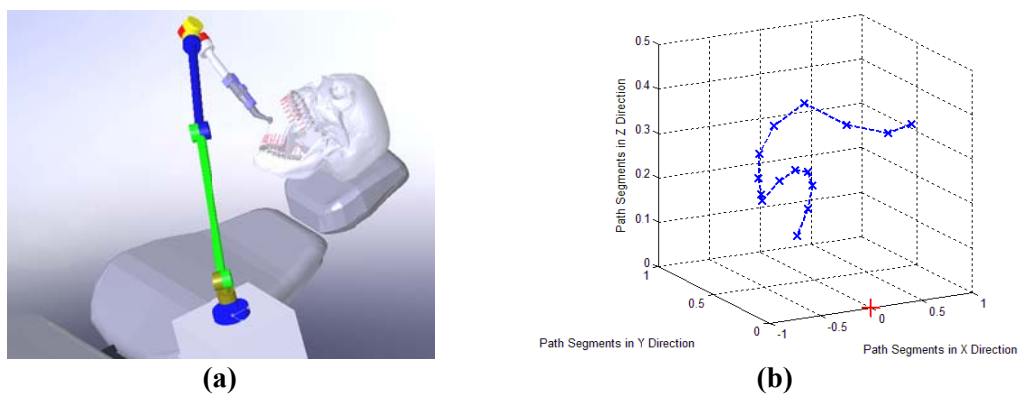 0.5
0.4
0.3
0.2
0.1
0
Path Segments in Z Direction
1
0.5
0
-1
-0.5
0
0.5
1
Path Segments in Y Direction
Path Segments in X Direction
(a)
(b)